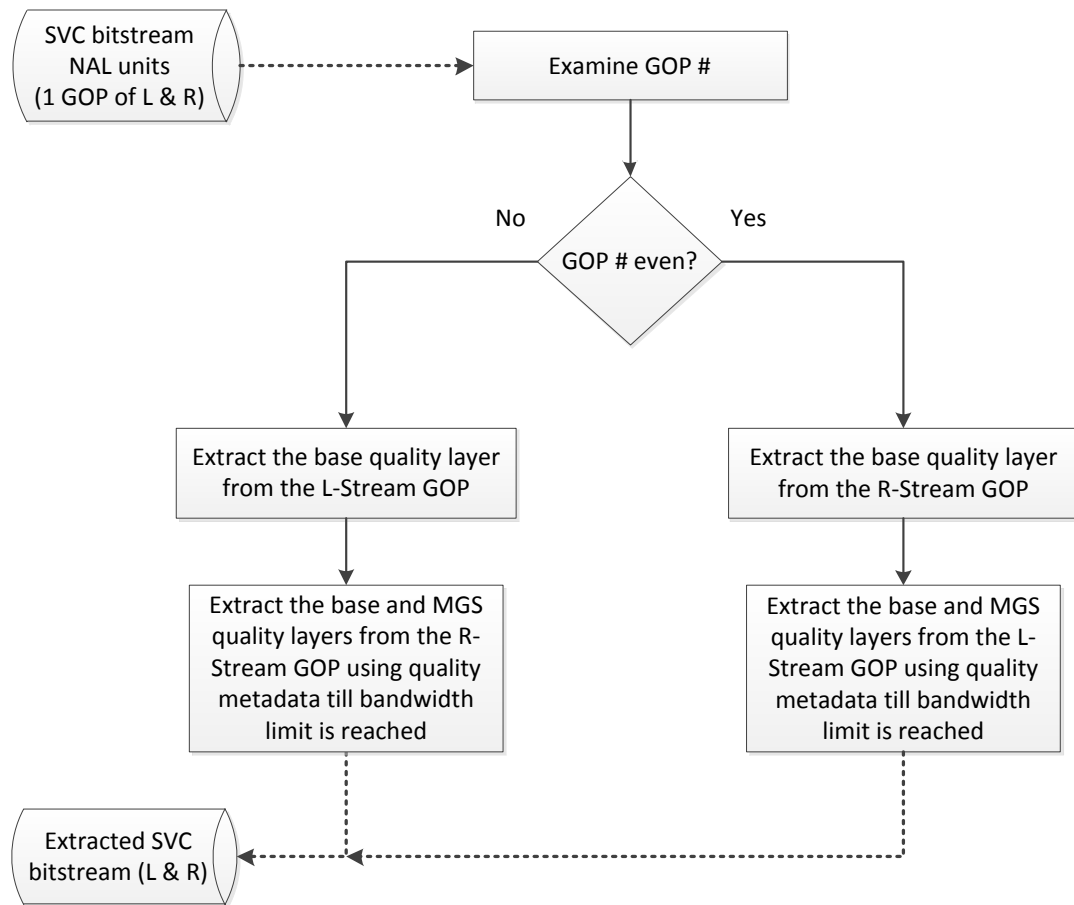 SVC bitstream
NAL units
(1 GOP of L & R)
Examine GOP #
No
Yes
GOP # even?
Extract the base quality layer
from the L-Stream GOP
Extract the base quality layer
from the R-Stream GOP
Extract the base and MGS
quality layers from the R-
Stream GOP using quality
metadata till bandwidth
limit is reached
Extract the base and MGS
quality layers from the L-
Stream GOP using quality
metadata till bandwidth
limit is reached
Extracted SVC
bitstream (L & R)